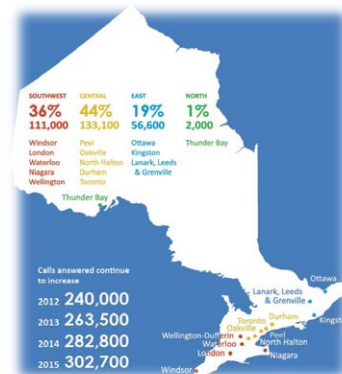 SOUTHWEST
36%
111,000
Windsor
London
Waterloo
Niagara
Wellington
CENTRAL
44%
133,100
Peel
Oakville
North Halton
Durham
Toronto
EAST
19%
56,600
Ottawa
Kingston
Lanark, Leeds
& Grenville
NORTH
1%
2,000
Thunder Bay
Thunder Bay
Calls answered continue
to increase
2012 240,000
2013 263,500
2014 282,800
2015 302,700
Ottawa
Lanark, Leeds
& Grenville
Kingst
Durham
Toronto
Oakville
Peel
North Halton
Wellington-Dufferin
Waterloo
London
Niagara
Windsor